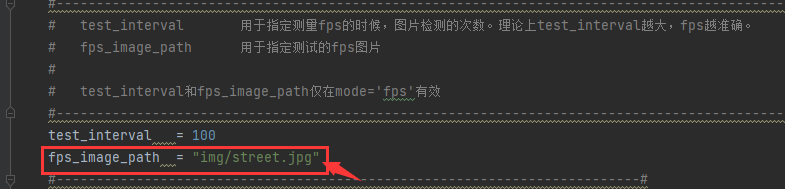 #----------------------------------------------------------------------------------------------------------
#   test_interval       用于指定测量fps的时候，图片检测的次数。理论上test_interval越大，fps越准确。
#   fps_image_path      用于指定测试的fps图片
#
#   test_interval和fps_image_path仅在mode='fps'有效
#----------------------------------------------------------------------------------------------------------
test_interval   = 100
fps_image_path  = "img/street.jpg"
#-------------------------------------------------------------------------#